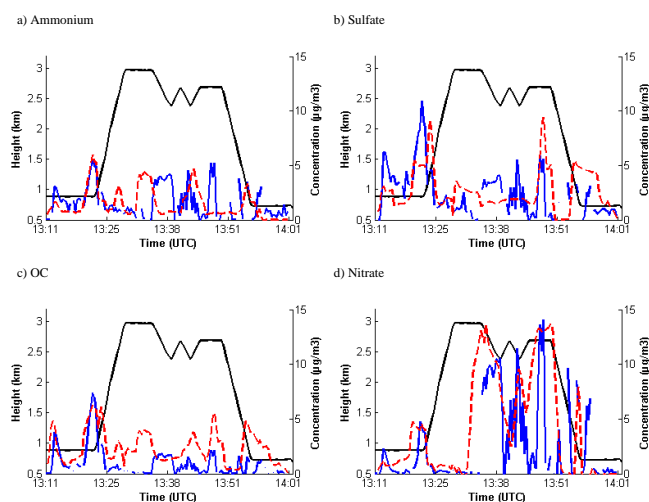 a) Ammonium
b) Sulfate
3
2.5
2
1.5
1
0.5
15
10
5
0
Height (km)
Concentration (µg/m3)
13:11 13:25 13:38 13:51 14:01
Time (UTC)
3
2.5
2
1.5
1
0.5
15
10
5
0
Height (km)
Concentration (µg/m3)
13:11 13:25 13:38 13:51 14:01
Time (UTC)
c) OC
d) Nitrate
3
2.5
2
1.5
1
0.5
15
10
5
0
Height (km)
Concentration (µg/m3)
13:11 13:25 13:38 13:51 14:01
Time (UTC)
3
2.5
2
1.5
1
0.5
15
10
5
0
Height (km)
Concentration (µg/m3)
13:11 13:25 13:38 13:51 14:01
Time (UTC)